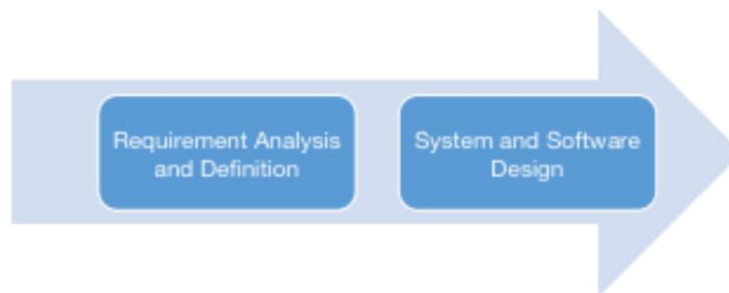 Requirement Analysis
and Definition
System and Software
Design